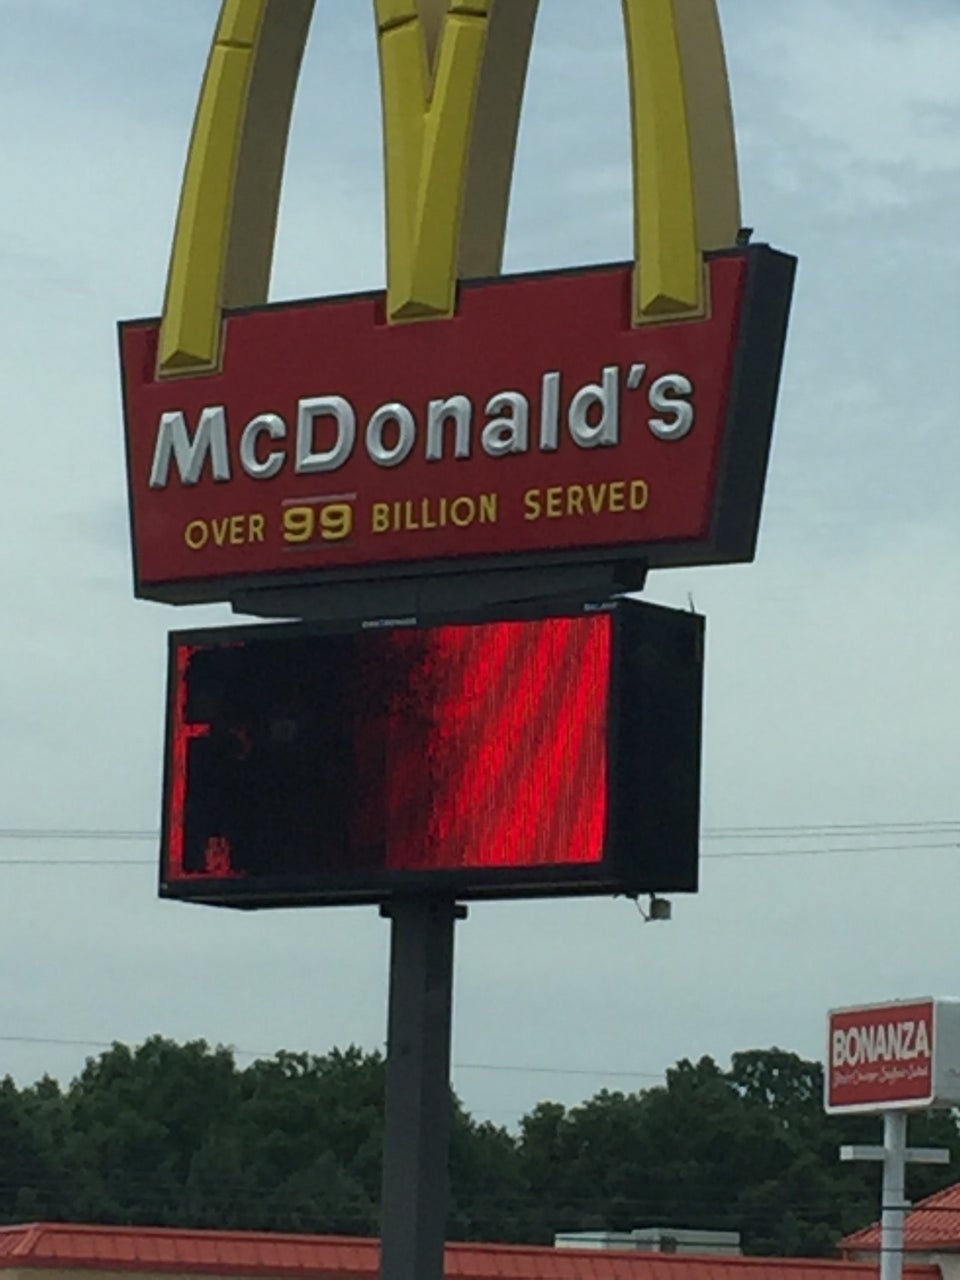 McDonald's
OVER 99 BILLION SERVED
BONANZA